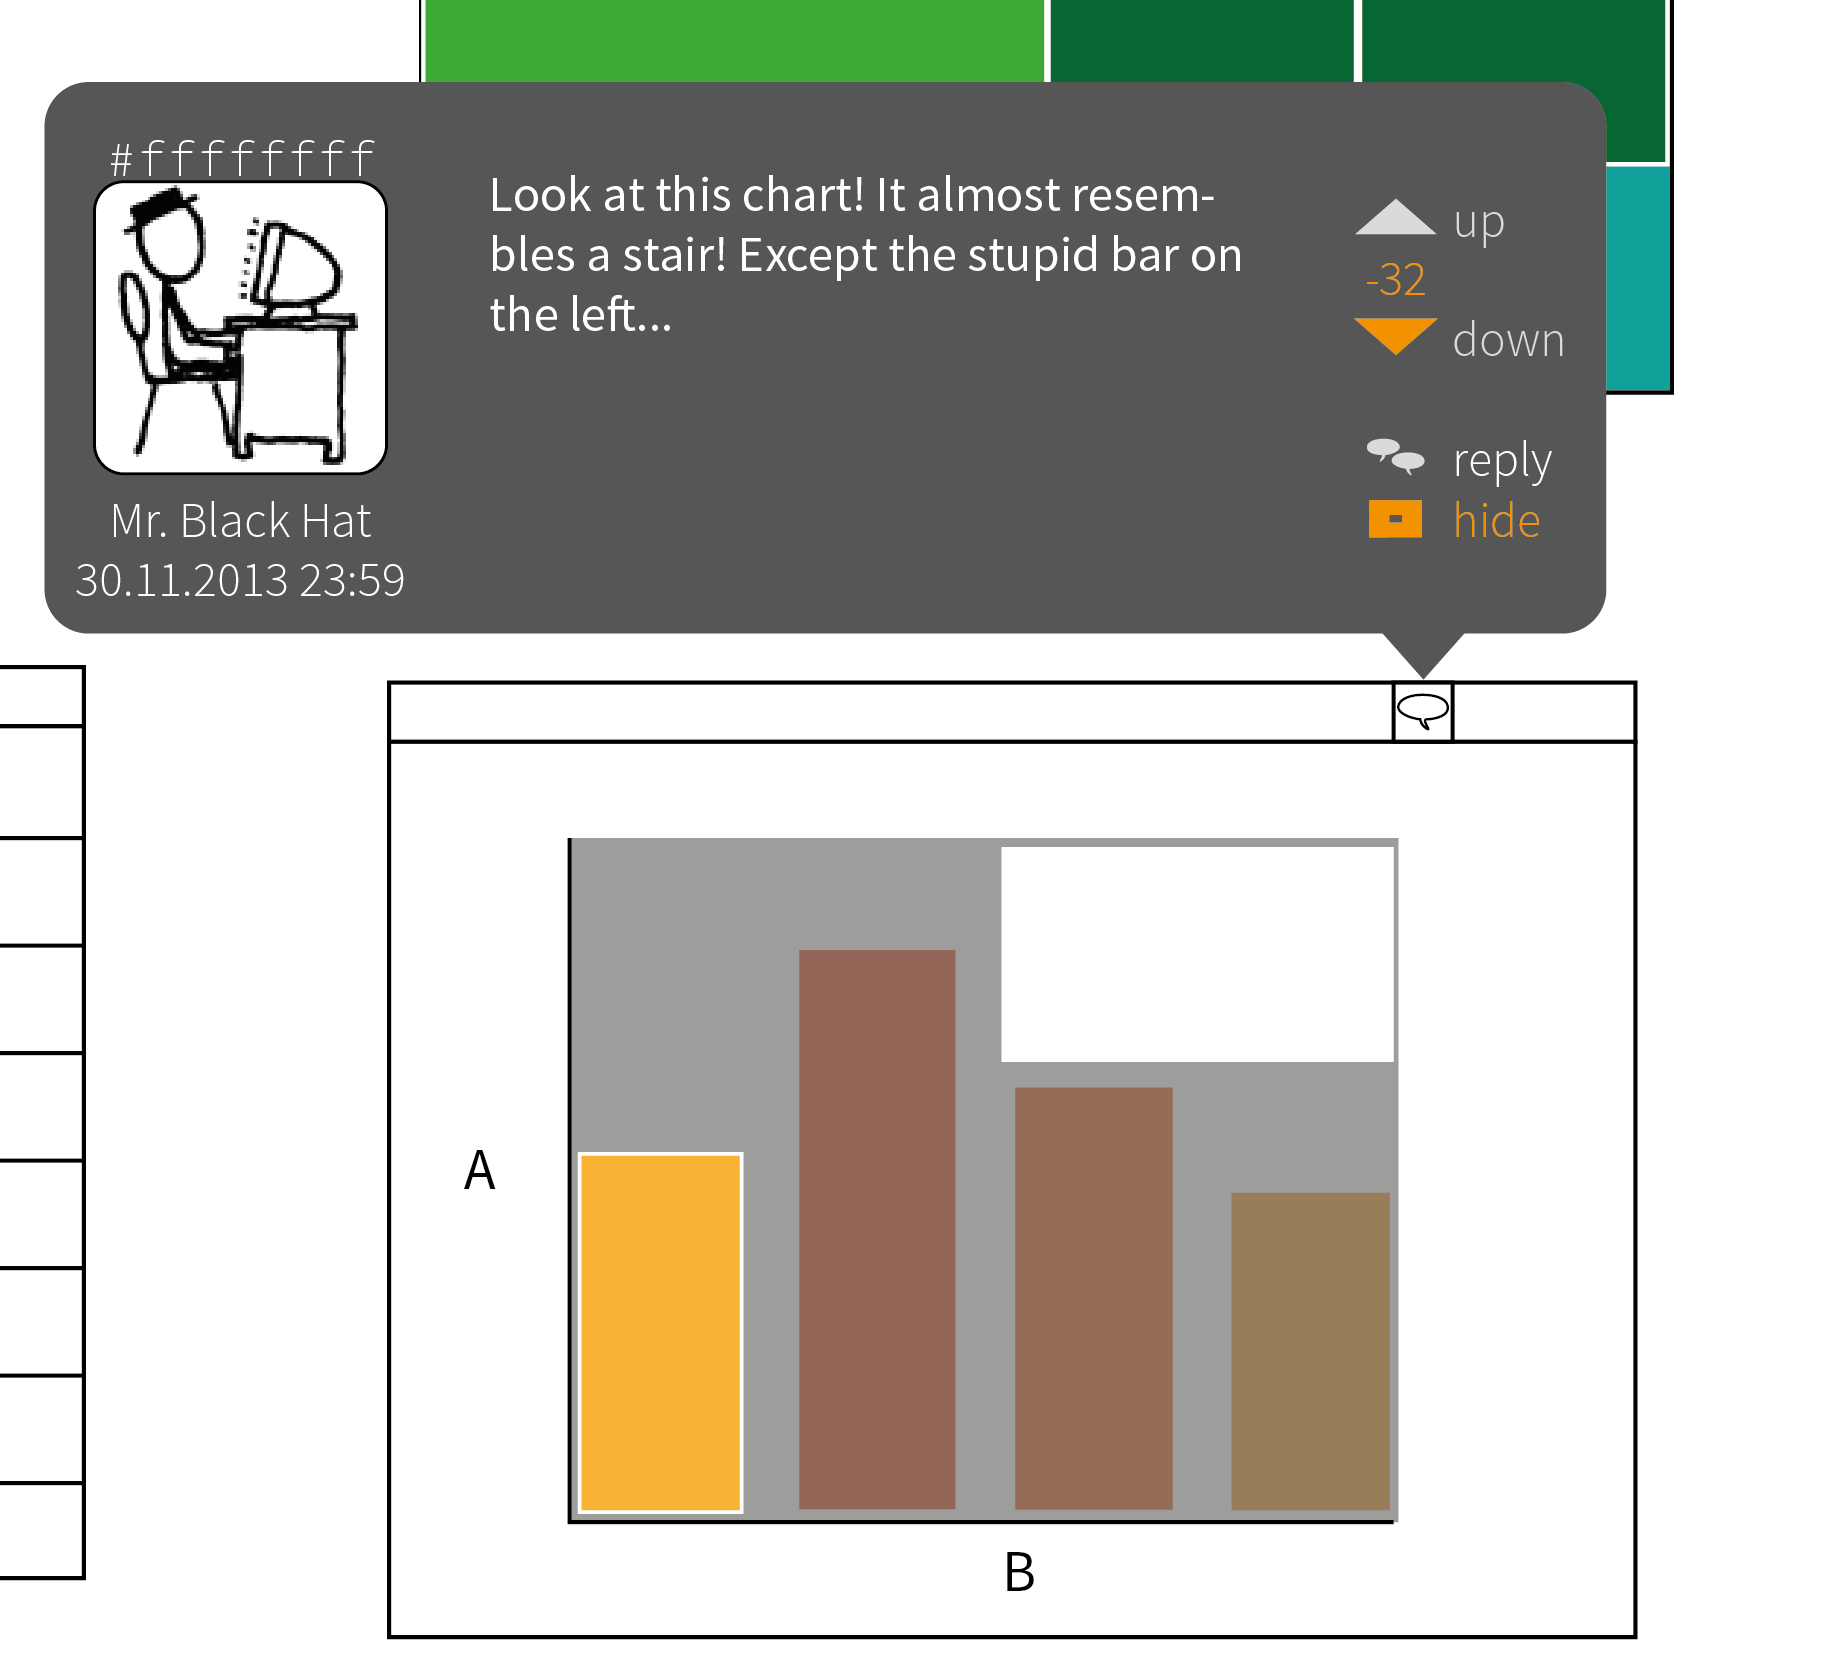 #ffffffff
Mr. Black Hat
30.11.2013 23:59
Look at this chart! It almost resem-
bles a stair! Except the stupid bar on
the left...
up
-32
down
reply
hide
A
B